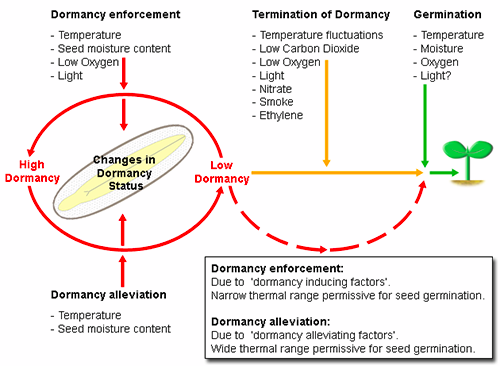 Dormancy enforcement
- Temperature
- Seed moisture content
- Low Oxygen
- Light
Termination of Dormancy
- Temperature fluctuations
- Low Carbon Dioxide
- Low Oxygen
- Light
- Nitrate
- Smoke
- Ethylene
Germination
- Temperature
- Moisture
- Oxygen
- Light?
High
Dormancy
Changes in
Dormancy
Status
Low
Dormancy
Dormancy alleviation
- Temperature
- Seed moisture content
Dormancy enforcement:
Due to 'dormancy inducing factors'.
Narrow thermal range permissive for seed germination.
Dormancy alleviation:
Due to 'dormancy alleviating factors'.
Wide thermal range permissive for seed germination.